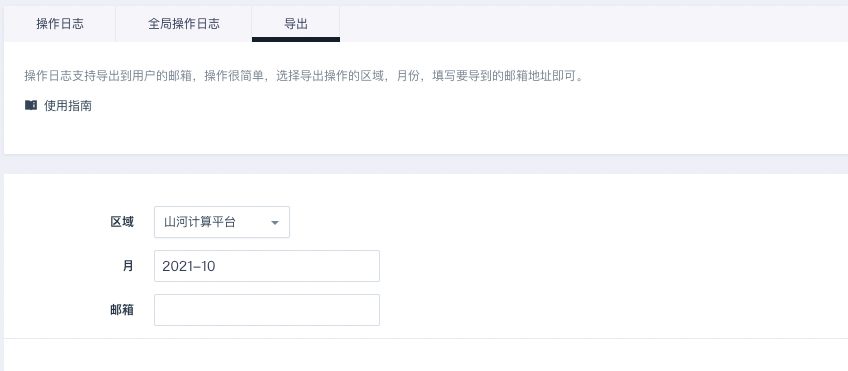 操作日志 全局操作日志 导出
操作日志支持导出到用户的邮箱，操作很简单，选择导出操作的区域，月份，填写要导到的邮箱地址即可。
使用指南
区域 山河计算平台
月 2021-10
邮箱